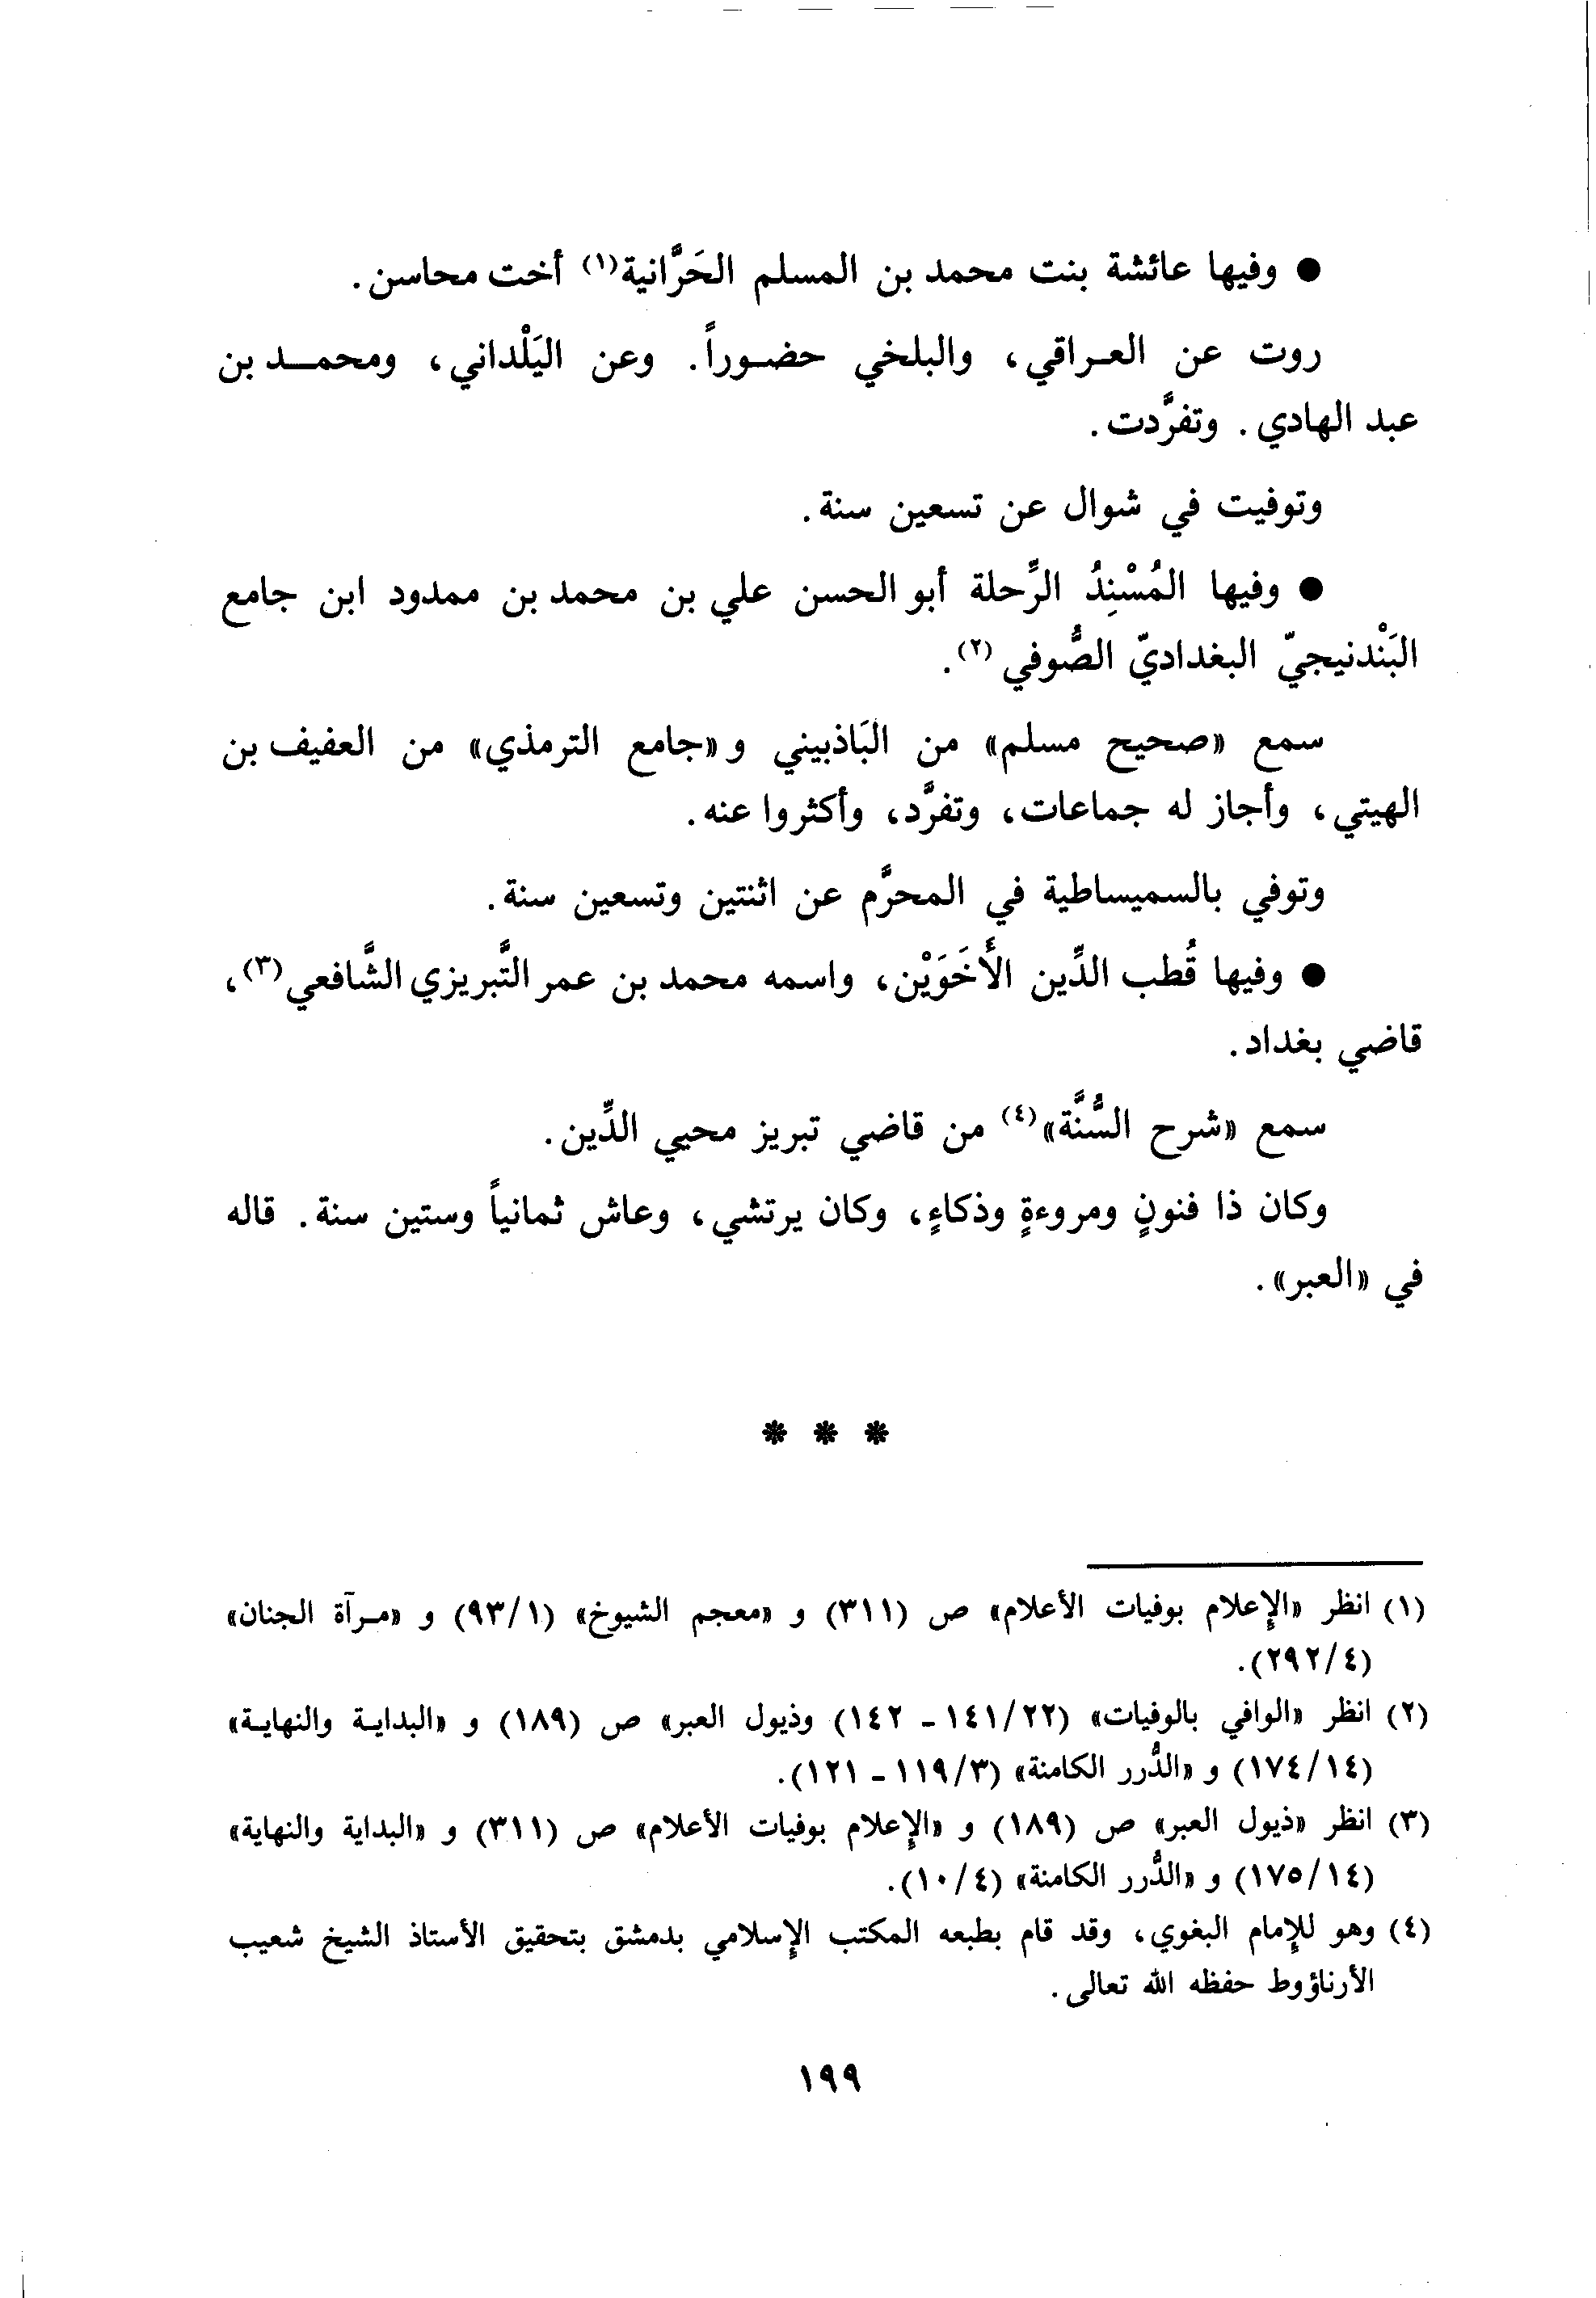 ● وفيها عائشة بنت محمد بن المسلم الحَرَّانية(١) أخت محاسن.
روت عن العراقي، والبلخي حضوراً. وعن اليَلْداني، ومحمد بن
عبد الهادي. وتفرَّدت.
وتوفيت في شوال عن تسعين سنة.
● وفيها المُسْنِدُ الرِّحلة أبو الحسن علي بن محمد بن ممدود ابن جامع
البَنْدنيجيّ البغداديّ الصُّوفي(٢).
سمع «صحيح مسلم» من البَاذبيني و«جامع الترمذي» من العفيف بن
الهيتي، وأجاز له جماعات، وتفرَّد، وأكثروا عنه.
وتوفي بالسميساطية في المحرَّم عن اثنتين وتسعين سنة.
● وفيها قُطب الدِّين الأَخَوَيْن، واسمه محمد بن عمر التَّبريزي الشَّافعي(٣)،
قاضي بغداد.
سمع «شرح السُّنَّة»(٤) من قاضي تبريز محيي الدِّين.
وكان ذا فنونٍ ومروءةٍ وذكاءٍ، وكان يرتشي، وعاش ثمانياً وستين سنة. قاله
في «العبر».
* * *
(١) انظر «الإعلام بوفيات الأعلام» ص (٣١١) و «معجم الشيوخ» (٩٣/١) و «مرآة الجنان»
(٢٩٢/٤).
(٢) انظر «الوافي بالوفيات» (١٤١/٢٢ - ١٤٢) وذيول العبر» ص (١٨٩) و «البداية والنهاية»
(١٧٤/١٤) و «الدُّرر الكامنة» (١١٩/٣ - ١٢١).
(٣) انظر «ذيول العبر» ص (١٨٩) و «الإعلام بوفيات الأعلام» ص (٣١١) و «البداية والنهاية»
(١٧٥/١٤) و «الدُّرر الكامنة» (١٠/٤).
(٤) وهو للإمام البغوي، وقد قام بطبعه المكتب الإسلامي بدمشق بتحقيق الأستاذ الشيخ شعيب
الأرناؤوط حفظه الله تعالى.
١٩٩